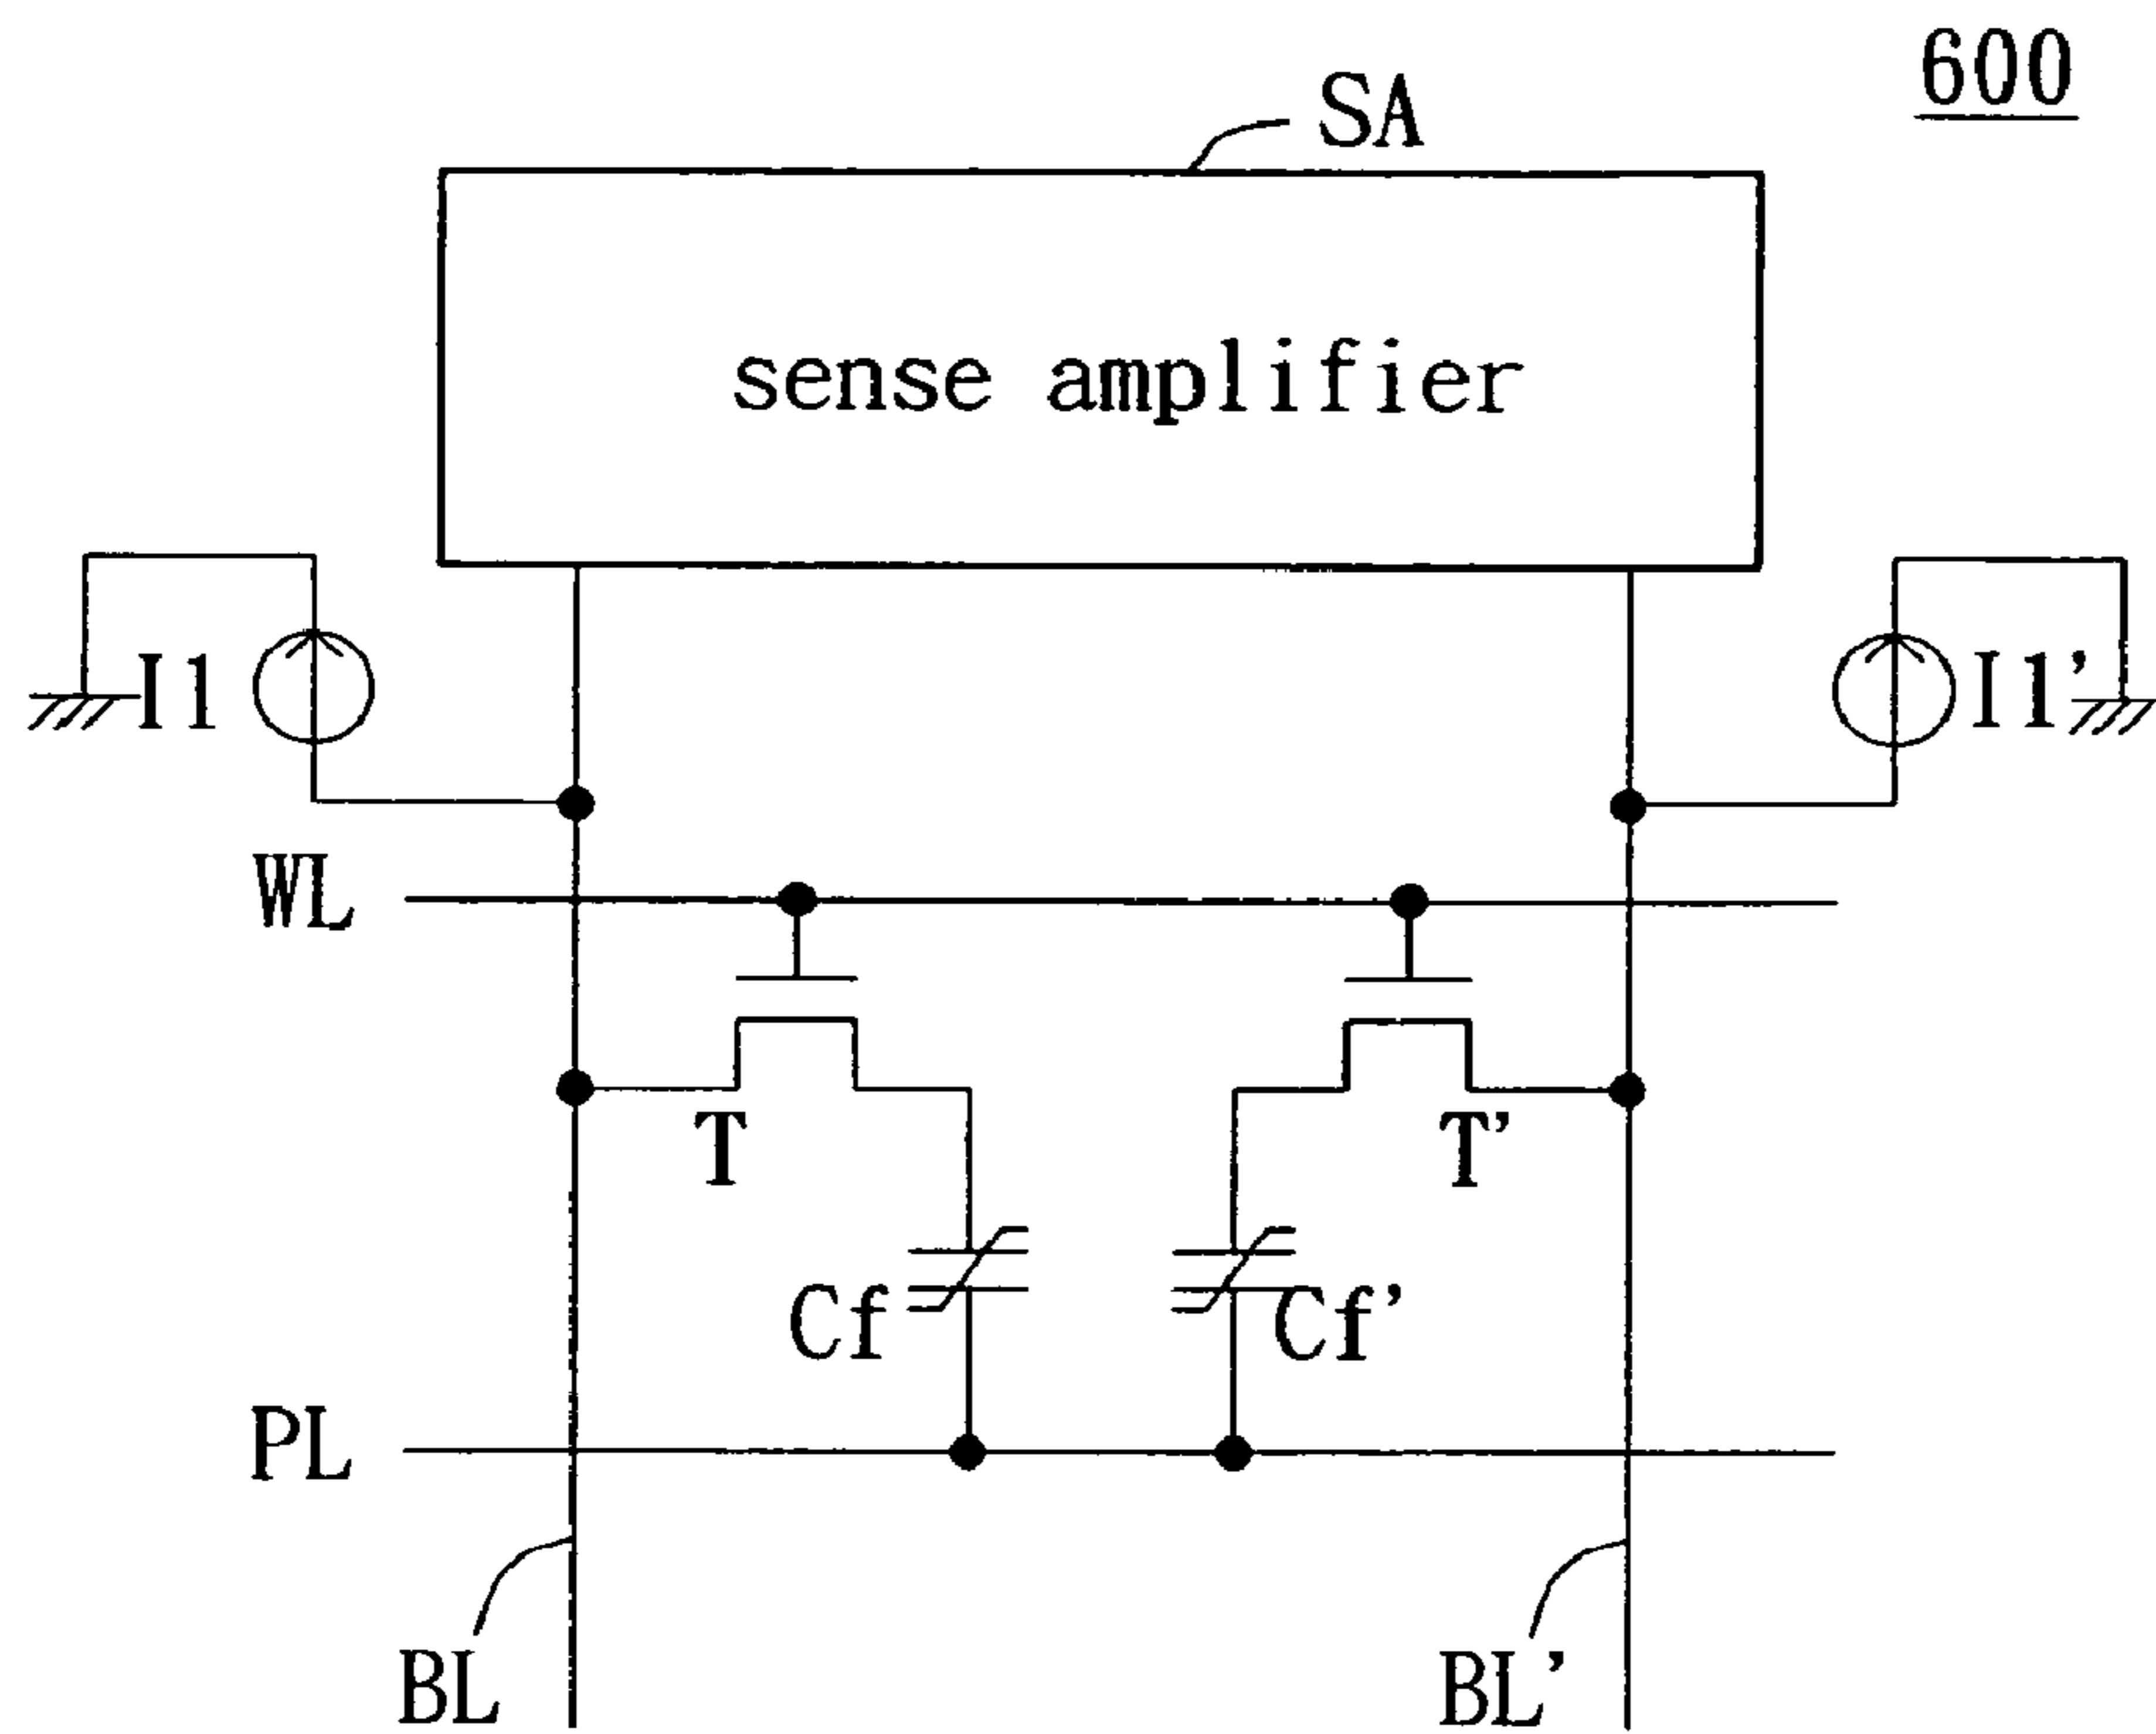 600
SA
sense amplifier
I1
I1'
WL
T
T'
Cf
Cf'
PL
BL
BL'